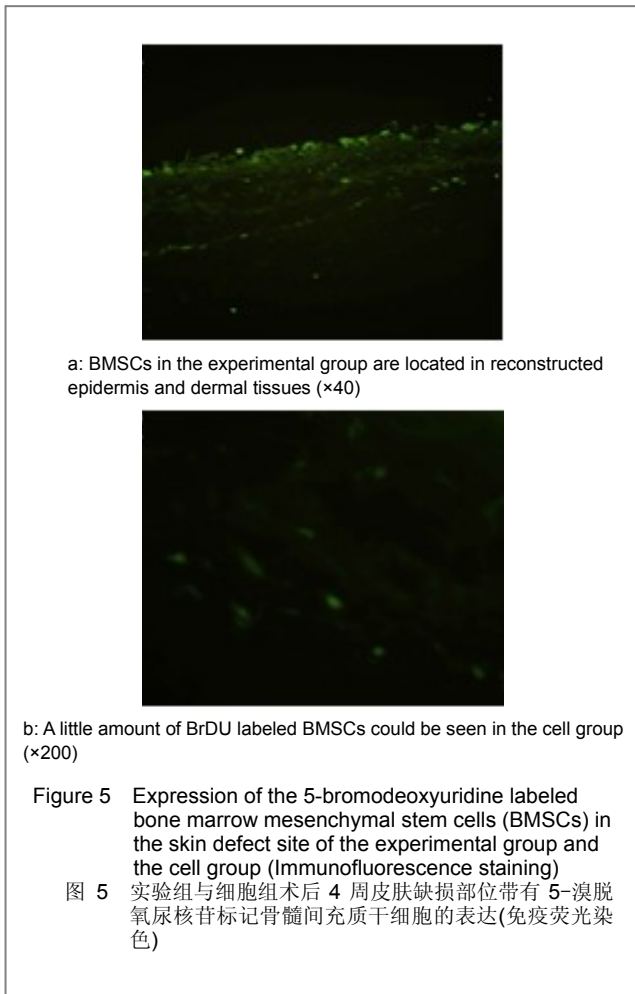 a: BMSCs in the experimental group are located in reconstructed
epidermis and dermal tissues (×40)
b: A little amount of BrDU labeled BMSCs could be seen in the cell group
(×200)
Figure 5 Expression of the 5-bromodeoxyuridine labeled
bone marrow mesenchymal stem cells (BMSCs) in
the skin defect site of the experimental group and
the cell group (Immunofluorescence staining)
图 5 实验组与细胞组术后 4 周皮肤缺损部位带有 5-溴脱
氧尿核苷标记骨髓间充质干细胞的表达(免疫荧光染
色)